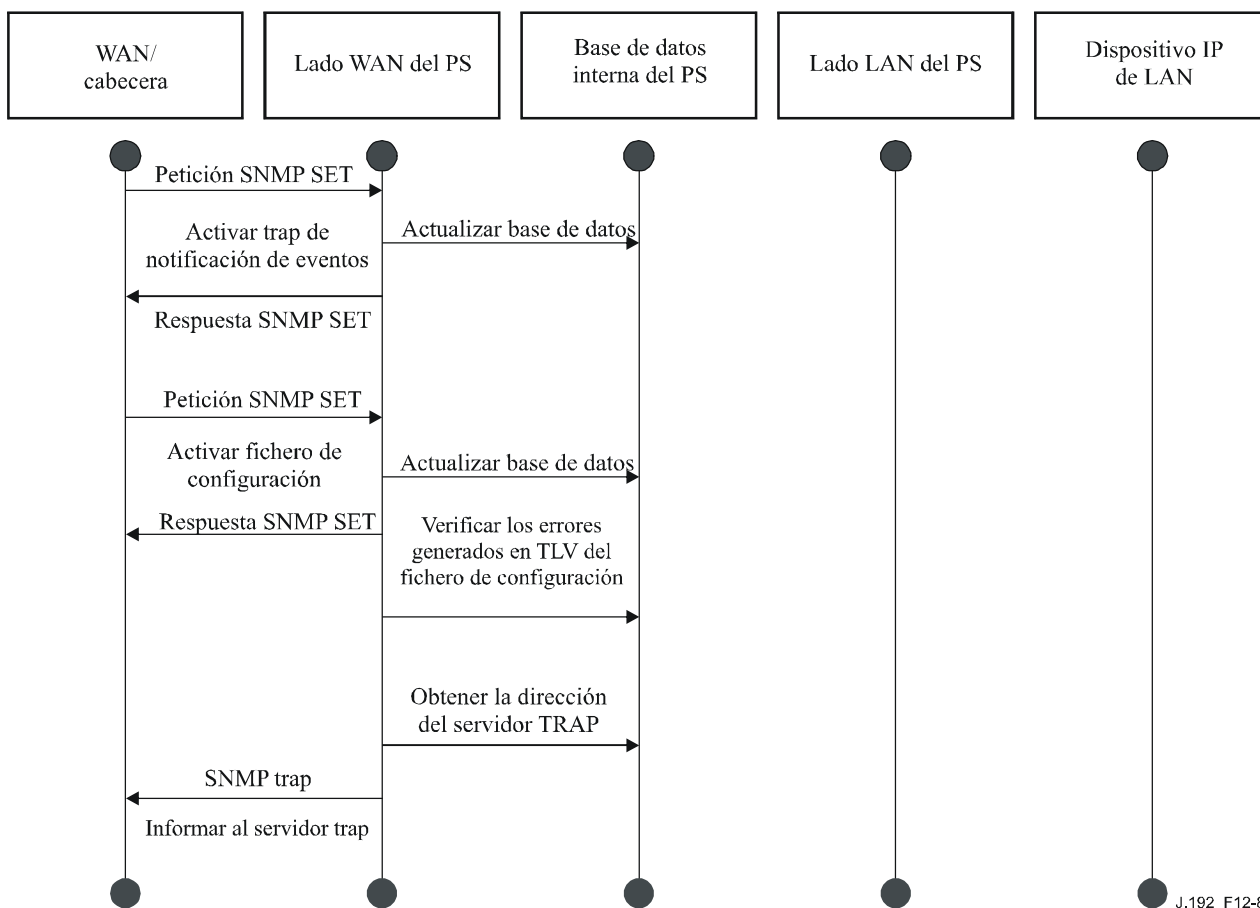 WAN/
cabecera
Lado WAN del PS
Base de datos
interna del PS
Lado LAN del PS
Dispositivo IP
de LAN
Petición SNMP SET
Activar trap de
notificación de eventos
Actualizar base de datos
Respuesta SNMP SET
Petición SNMP SET
Activar fichero de
configuración
Actualizar base de datos
Respuesta SNMP SET
Verificar los errores
generados en TLV del
fichero de configuración
Obtener la dirección
del servidor TRAP
SNMP trap
Informar al servidor trap